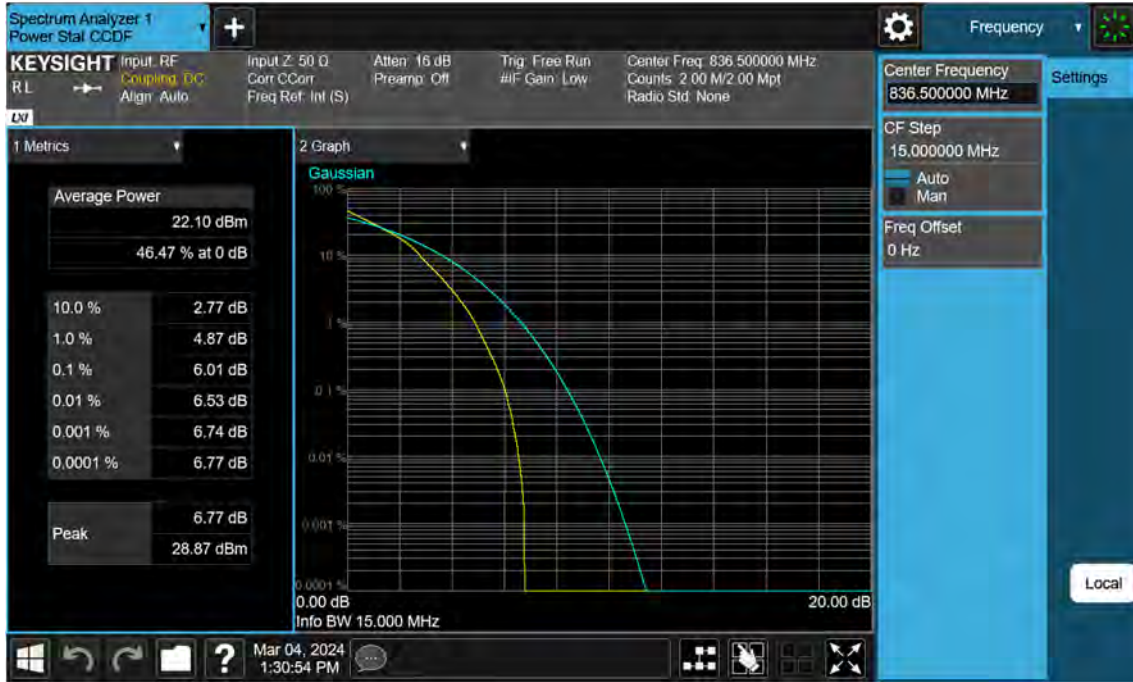 Spectrum Analyzer 1
Power Stat CCDF
+
Frequency
KEYSIGHT
RL
LXI
Input: RF
Coupling: DC
Align: Auto
Input Z: 50 Ω
Corr CCorr
Freq Ref: Int (S)
Atten: 16 dB
Preamp: Off
Trig: Free Run
#IF Gain: Low
Center Freq: 836.500000 MHz
Counts: 2.00 M/2.00 Mpt
Radio Std: None
Center Frequency
836.500000 MHz
Settings
CF Step
15.000000 MHz
Auto
Man
Freq Offset
0 Hz
Local
1 Metrics
Average Power
22.10 dBm
46.47 % at 0 dB
10.0 % 2.77 dB
1.0 % 4.87 dB
0.1 % 6.01 dB
0.01 % 6.53 dB
0.001 % 6.74 dB
0.0001 % 6.77 dB
Peak
6.77 dB
28.87 dBm
2 Graph
Gaussian
100 %
10 %
1 %
0.1 %
0.01 %
0.001 %
0.0001 %
0.00 dB
20.00 dB
Info BW 15.000 MHz
?
Mar 04, 2024
1:30:54 PM